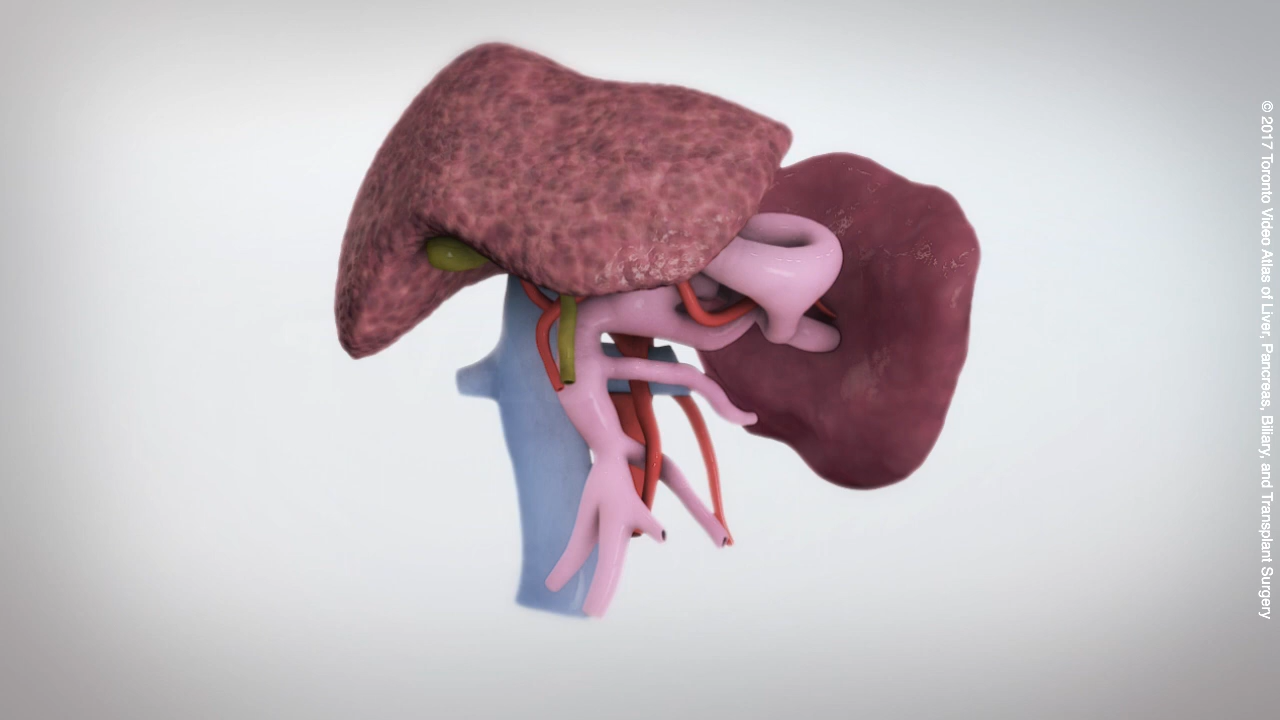 © 2017 Toronto Video Atlas of Liver, Pancreas, Biliary, and Transplant Surgery